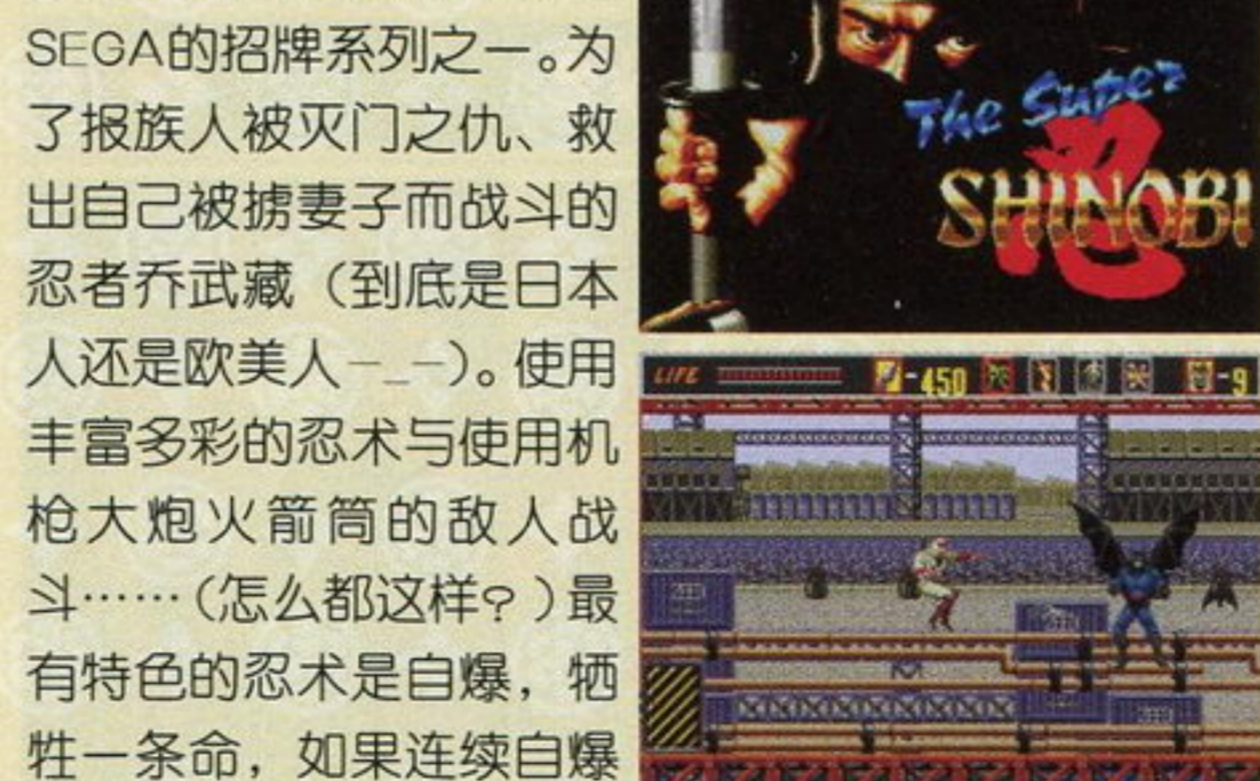 SEGA的招牌系列之一。为
了报族人被灭门之仇、救
出自己被掳妻子而战斗的
忍者乔武藏（到底是日本
人还是欧美人-_-）。使用
丰富多彩的忍术与使用机
枪大炮火箭筒的敌人战
斗……（怎么都这样？）最
有特色的忍术是自爆，牺
牲一条命，如果连续自爆
The Super
忍
SHINOBI
LIFE -450 -9